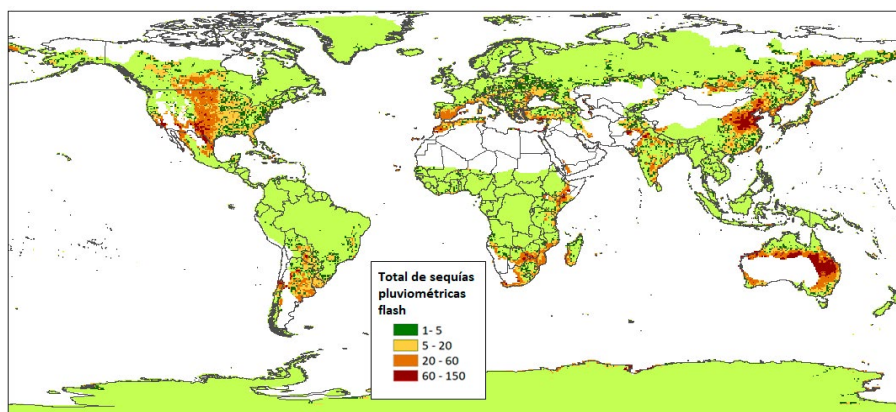 Total de sequías
pluviométricas
flash
1- 5
5 - 20
20 - 60
60 - 150